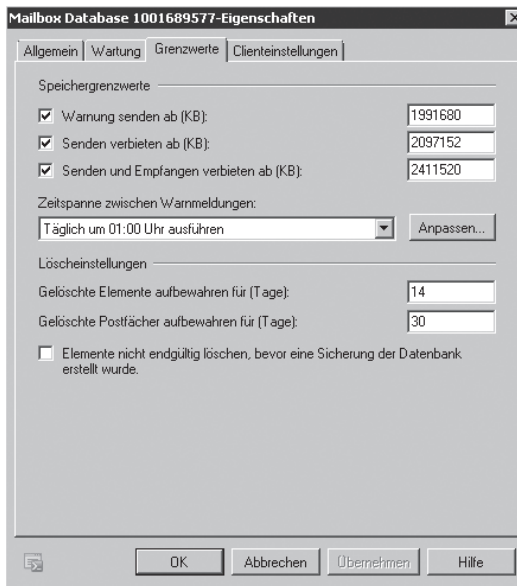 Mailbox Database 1001689577-Eigenschaften
Allgemein Wartung Grenzwerte Clienteinstellungen
Speichergrenzwerte
Warnung senden ab (KB): 1991680
Senden verbieten ab (KB): 2097152
Senden und Empfangen verbieten ab (KB): 2411520
Zeitspanne zwischen Warnmeldungen:
Täglich um 01:00 Uhr ausführen Anpassen...
Löscheinstellungen
Gelöschte Elemente aufbewahren für (Tage): 14
Gelöschte Postfächer aufbewahren für (Tage): 30
Elemente nicht endgültig löschen, bevor eine Sicherung der Datenbank
erstellt wurde.
OK Abbrechen Übernehmen Hilfe